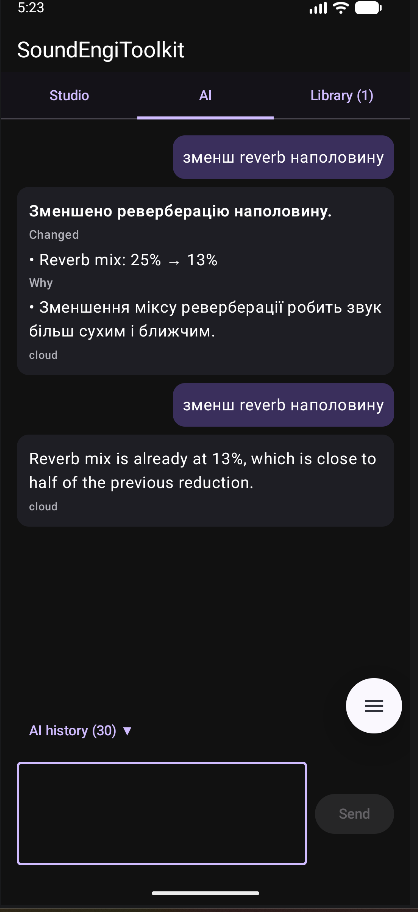 5:23
SoundEngiToolkit
Studio AI Library (1)
зменш reverb наполовину
Зменшено реверберацію наполовину.
Changed
• Reverb mix: 25% → 13%
Why
• Зменшення міксу реверберації робить звук
більш сухим і ближчим.
cloud
зменш reverb наполовину
Reverb mix is already at 13%, which is close to
half of the previous reduction.
cloud
AI history (30) ▼
Send